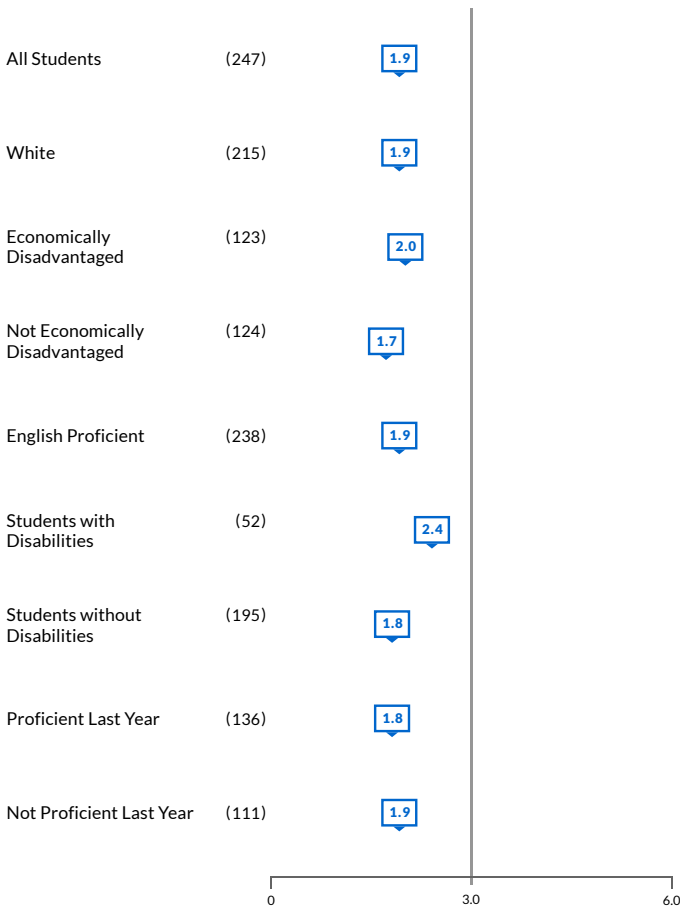 All Students (247) 1.9
White (215) 1.9
Economically (123)
Disadvantaged
2.0
Not Economically (124)
Disadvantaged
1.7
English Proficient (238) 1.9
Students with (52)
Disabilities
2.4
Students without (195)
Disabilities
1.8
Proficient Last Year (136) 1.8
Not Proficient Last Year (111) 1.9
0 3.0 6.0